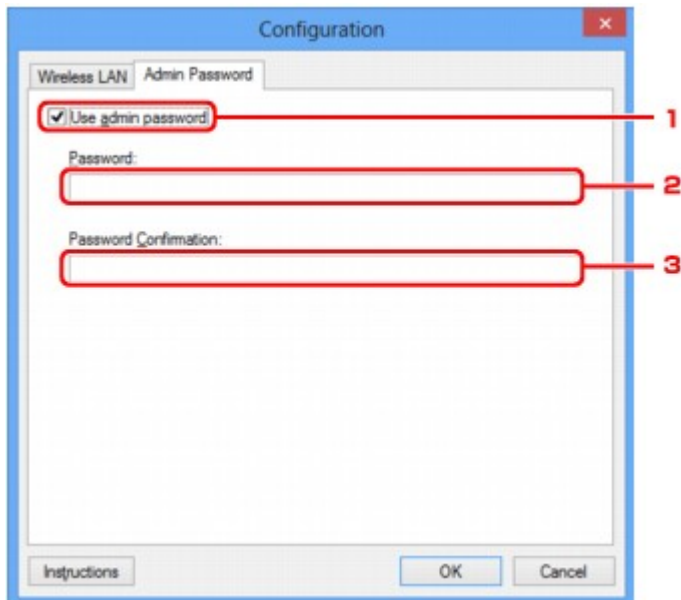 Configuration
Wireless LAN Admin Password
Use admin password 1
Password:
2
Password Confirmation:
3
Instructions OK Cancel